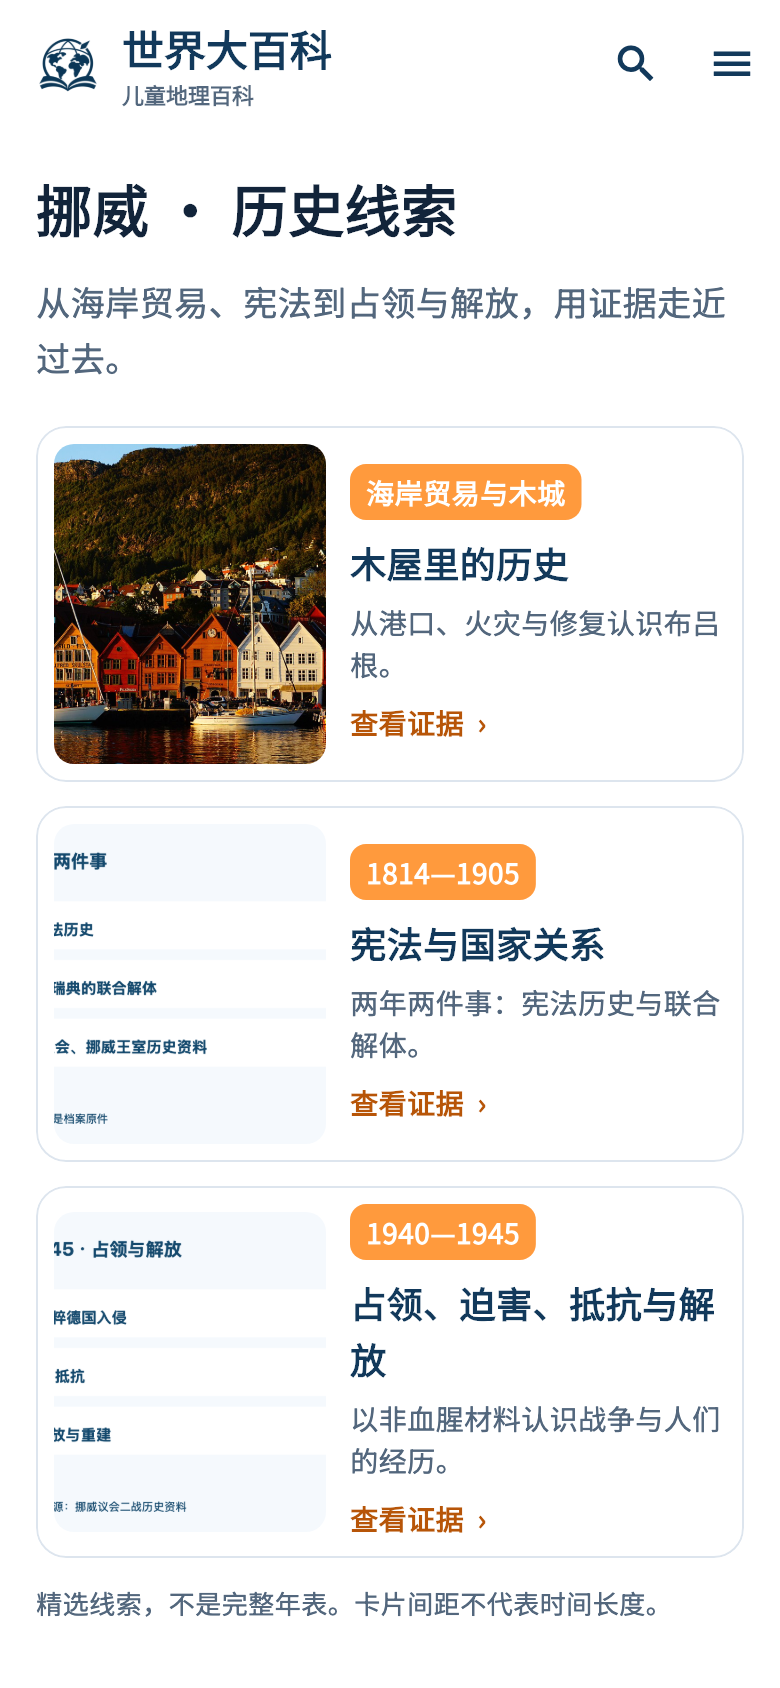 世界大百科
儿童地理百科
挪威 · 历史线索
从海岸贸易、宪法到占领与解放，用证据走近
过去。
海岸贸易与木城
木屋里的历史
从港口、火灾与修复认识布吕
根。
查看证据 ›
两件事
法历史
瑞典的联合解体
会、挪威王室历史资料
是档案原件
1814—1905
宪法与国家关系
两年两件事：宪法历史与联合
解体。
查看证据 ›
45 · 占领与解放
卒德国入侵
抵抗
放与重建
源：挪威议会二战历史资料
1940—1945
占领、迫害、抵抗与解
放
以非血腥材料认识战争与人们
的经历。
查看证据 ›
精选线索，不是完整年表。卡片间距不代表时间长度。